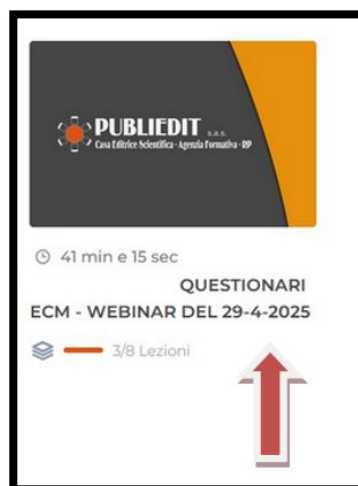 PUBLIEDIT s.a.s.
Casa Editrice Scientifica - Agenzia Formativa - RP
41 min e 15 sec
QUESTIONARI
ECM - WEBINAR DEL 29-4-2025
3/8 Lezioni